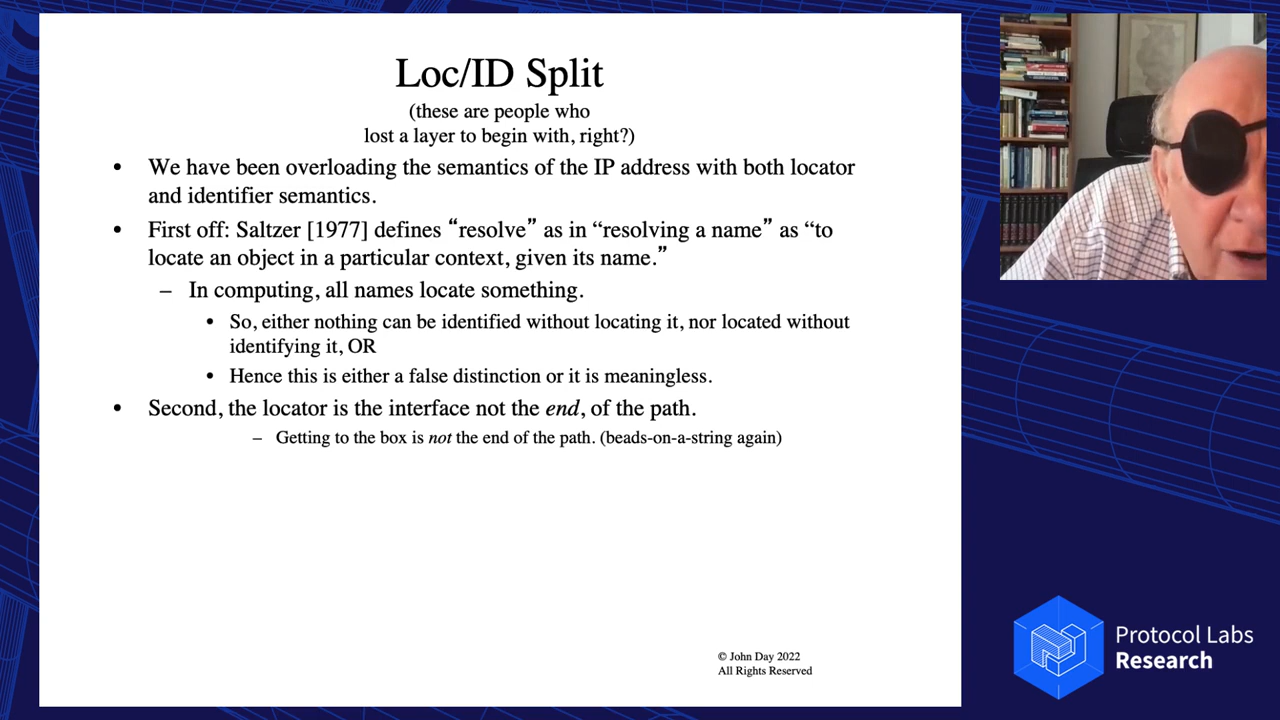 Loc/ID Split
(these are people who
lost a layer to begin with, right?)
• We have been overloading the semantics of the IP address with both locator
and identifier semantics.
• First off: Saltzer [1977] defines “resolve” as in “resolving a name” as “to
locate an object in a particular context, given its name.”
– In computing, all names locate something.
• So, either nothing can be identified without locating it, nor located without
identifying it, OR
• Hence this is either a false distinction or it is meaningless.
• Second, the locator is the interface not the end, of the path.
– Getting to the box is not the end of the path. (beads-on-a-string again)
© John Day 2022
All Rights Reserved
Protocol Labs
Research